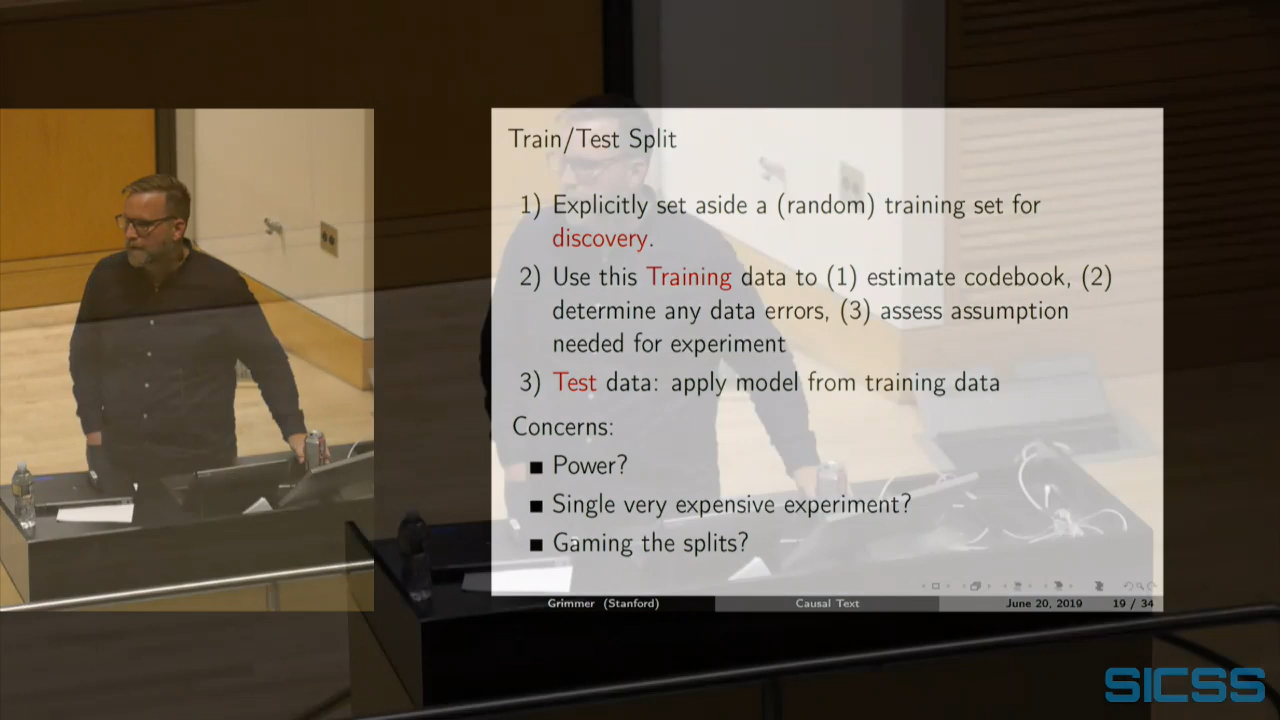 Train/Test Split
1) Explicitly set aside a (random) training set for
discovery.
2) Use this Training data to (1) estimate codebook, (2)
determine any data errors, (3) assess assumption
needed for experiment
3) Test data: apply model from training data
Concerns:
■ Power?
■ Single very expensive experiment?
■ Gaming the splits?
Grimmer (Stanford) Causal Text June 20, 2019 19 / 34
SICSS